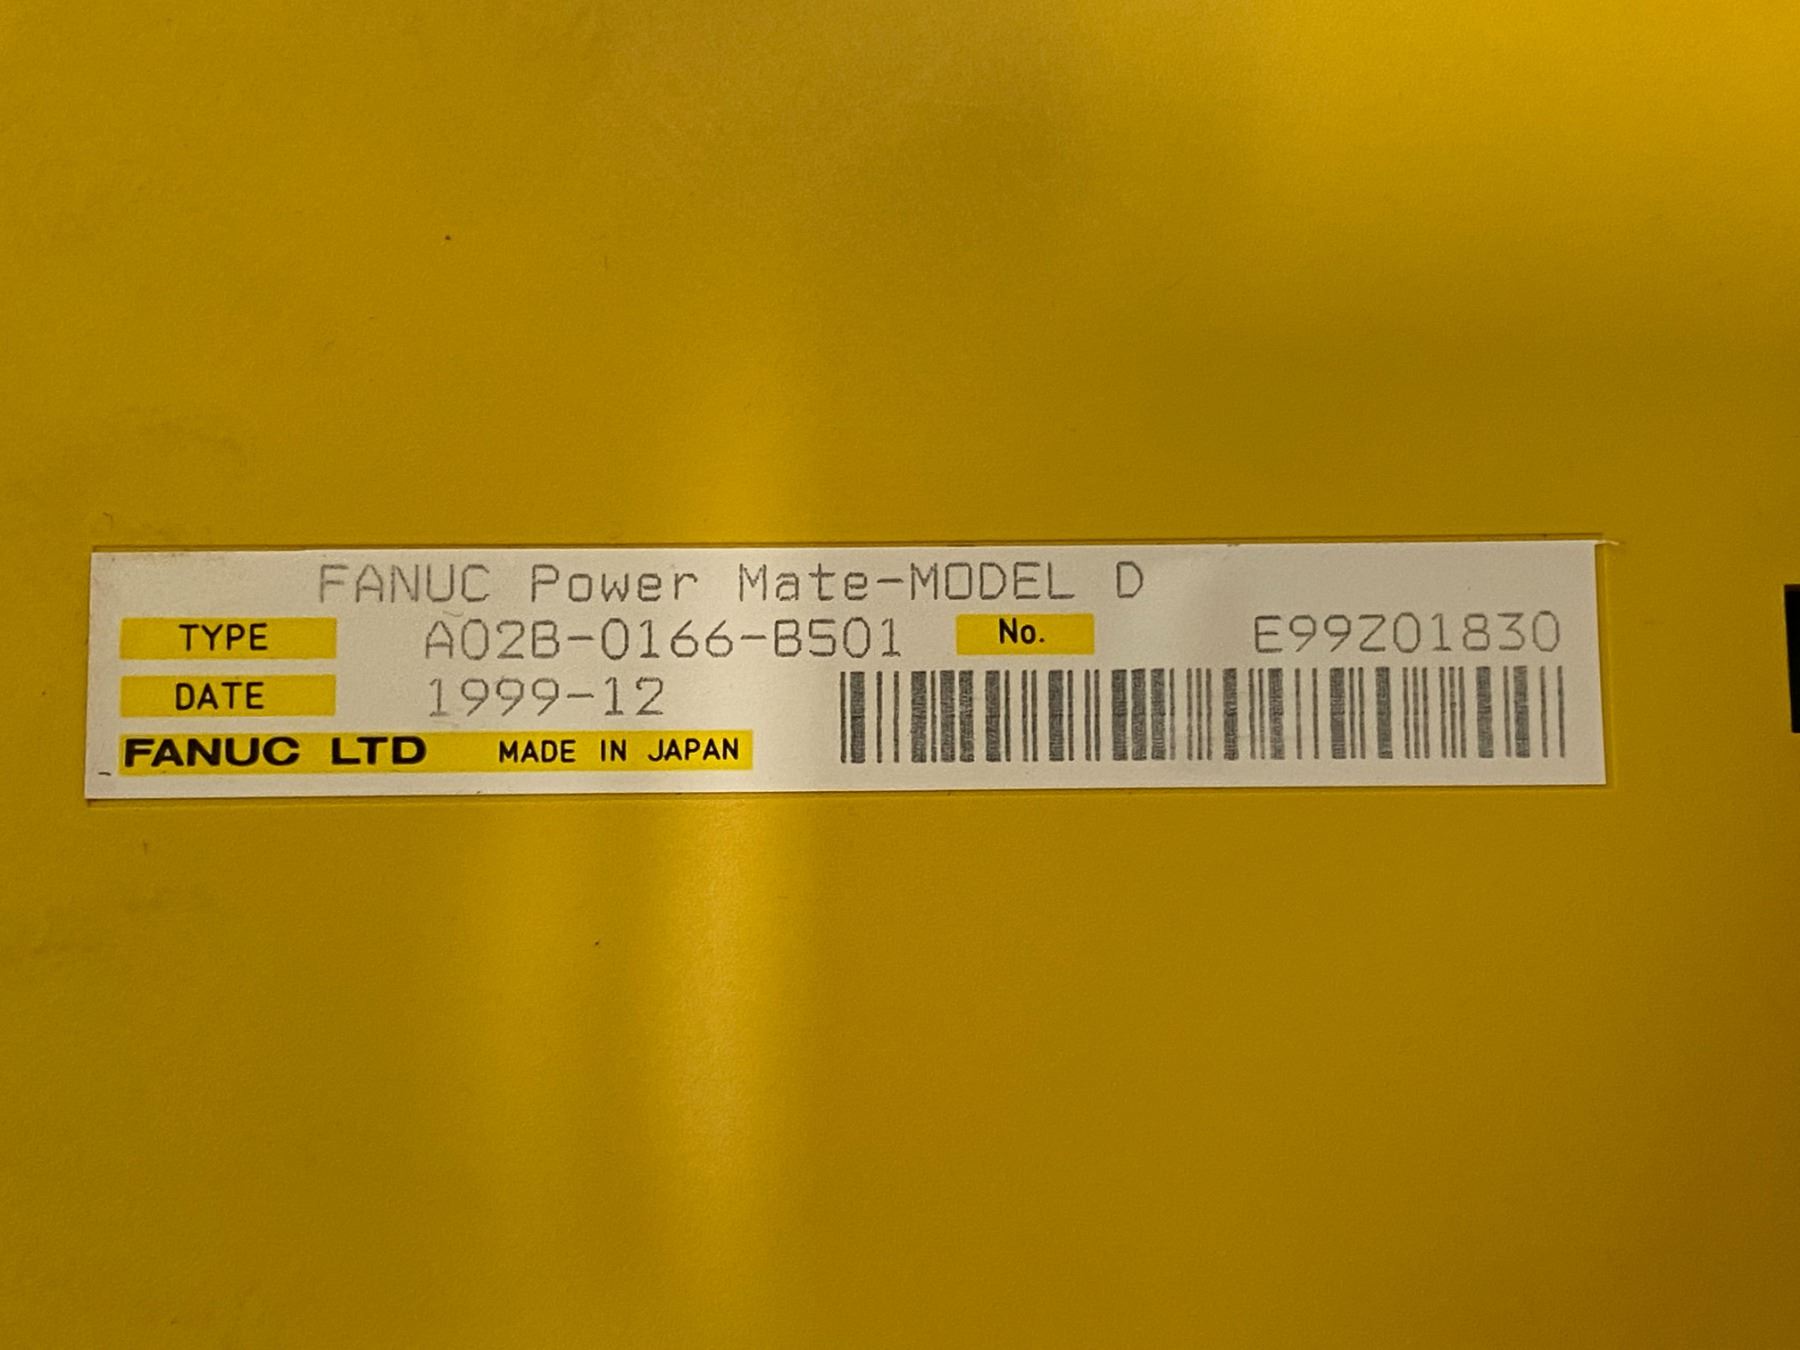 FANUC Power Mate-MODEL D
TYPE A02B-0166-B501 No. E99Z01830
DATE 1999-12
FANUC LTD MADE IN JAPAN